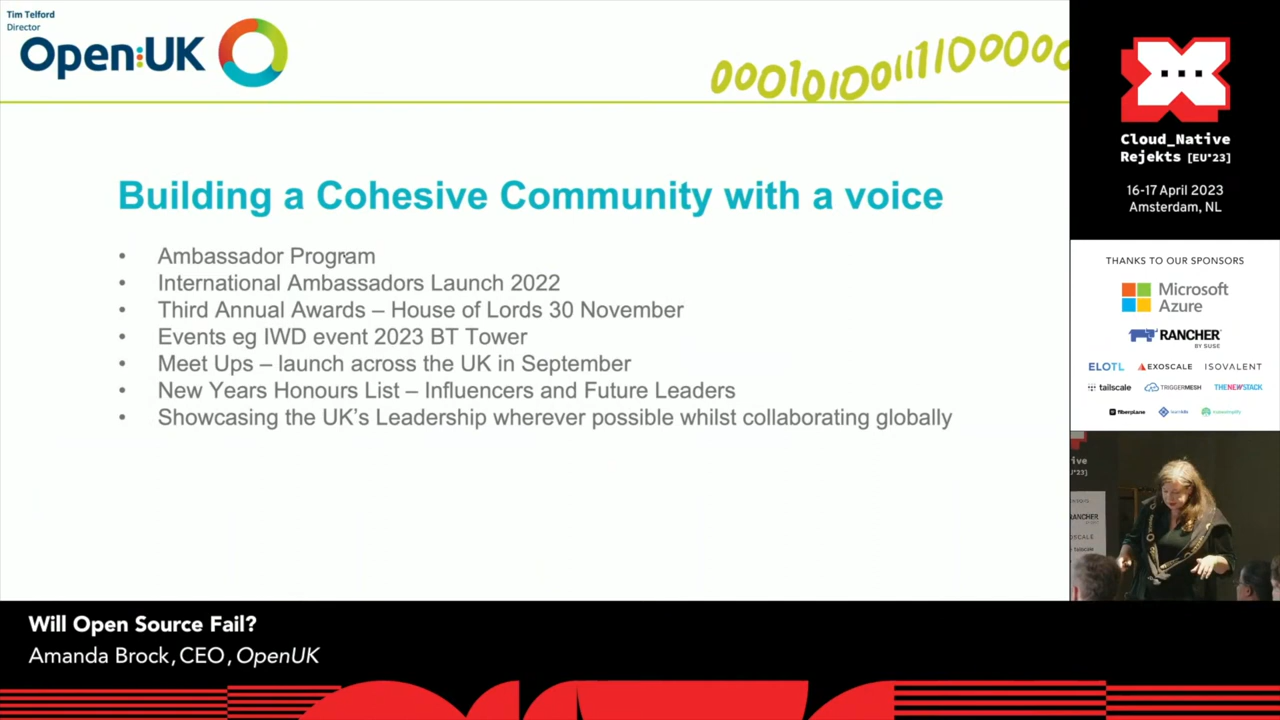 Tim Telford
Director
Open:UK
000101001111100000
Building a Cohesive Community with a voice
• Ambassador Program
• International Ambassadors Launch 2022
• Third Annual Awards – House of Lords 30 November
• Events eg IWD event 2023 BT Tower
• Meet Ups – launch across the UK in September
• New Years Honours List – Influencers and Future Leaders
• Showcasing the UK's Leadership wherever possible whilst collaborating globally
Cloud_Native
Rejekts [EU*23]
16-17 April 2023
Amsterdam, NL
THANKS TO OUR SPONSORS
Microsoft
Azure
RANCHER
BY SUSE
ELOTL EXOSCALE ISOVALENT
tailscale TRIGGERMESH THENEWSTACK
fiberplane
RANCHER
Will Open Source Fail?
Amanda Brock, CEO, OpenUK